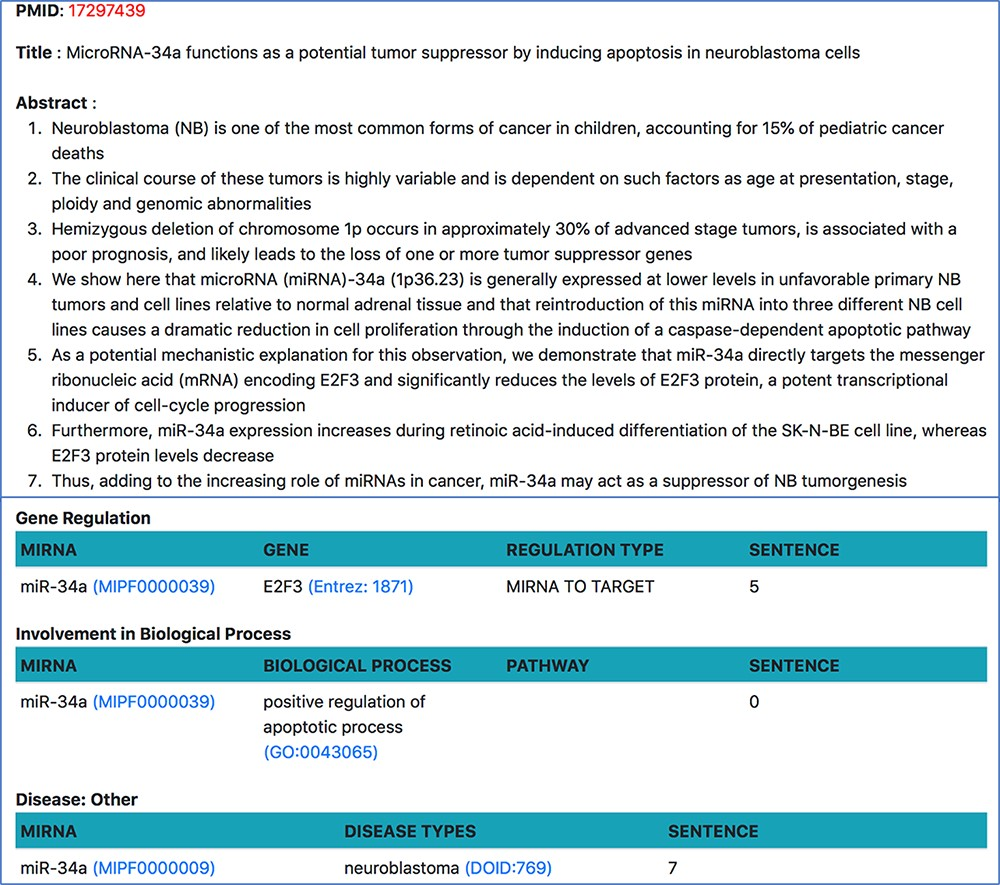 PMID: 17297439
Title : MicroRNA-34a functions as a potential tumor suppressor by inducing apoptosis in neuroblastoma cells
Abstract :
1. Neuroblastoma (NB) is one of the most common forms of cancer in children, accounting for 15% of pediatric cancer
deaths
2. The clinical course of these tumors is highly variable and is dependent on such factors as age at presentation, stage,
ploidy and genomic abnormalities
3. Hemizygous deletion of chromosome 1p occurs in approximately 30% of advanced stage tumors, is associated with a
poor prognosis, and likely leads to the loss of one or more tumor suppressor genes
4. We show here that microRNA (miRNA)-34a (1p36.23) is generally expressed at lower levels in unfavorable primary NB
tumors and cell lines relative to normal adrenal tissue and that reintroduction of this miRNA into three different NB cell
lines causes a dramatic reduction in cell proliferation through the induction of a caspase-dependent apoptotic pathway
5. As a potential mechanistic explanation for this observation, we demonstrate that miR-34a directly targets the messenger
ribonucleic acid (mRNA) encoding E2F3 and significantly reduces the levels of E2F3 protein, a potent transcriptional
inducer of cell-cycle progression
6. Furthermore, miR-34a expression increases during retinoic acid-induced differentiation of the SK-N-BE cell line, whereas
E2F3 protein levels decrease
7. Thus, adding to the increasing role of miRNAs in cancer, miR-34a may act as a suppressor of NB tumorgenesis
Gene Regulation
MIRNA GENE REGULATION TYPE SENTENCE
miR-34a (MIPF0000039) E2F3 (Entrez: 1871) MIRNA TO TARGET 5
Involvement in Biological Process
MIRNA BIOLOGICAL PROCESS PATHWAY SENTENCE
miR-34a (MIPF0000039) positive regulation of 0
apoptotic process
(GO:0043065)
Disease: Other
MIRNA DISEASE TYPES SENTENCE
miR-34a (MIPF0000009) neuroblastoma (DOID:769) 7